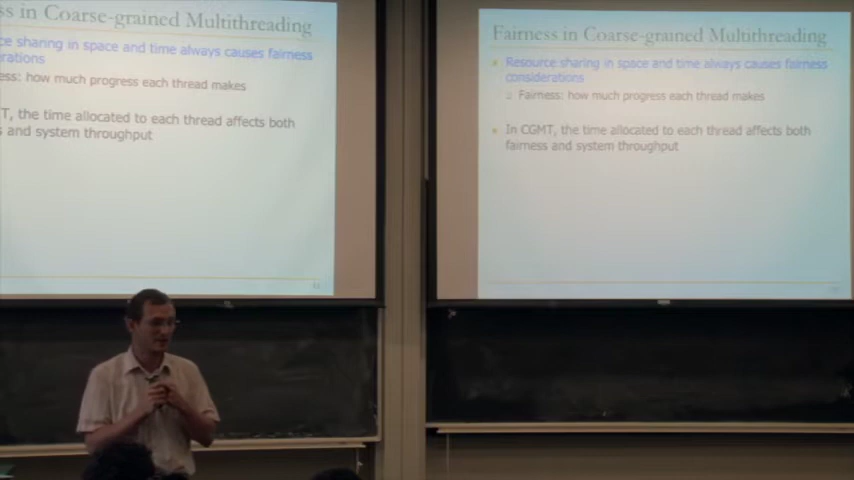 ss in Coarse-grained Multithreading
ce sharing in space and time always causes fairness
rations
ess: how much progress each thread makes
T, the time allocated to each thread affects both
s and system throughput
Fairness in Coarse-grained Multithreading
Resource sharing in space and time always causes fairness
considerations
Fairness: how much progress each thread makes
In CGMT, the time allocated to each thread affects both
fairness and system throughput